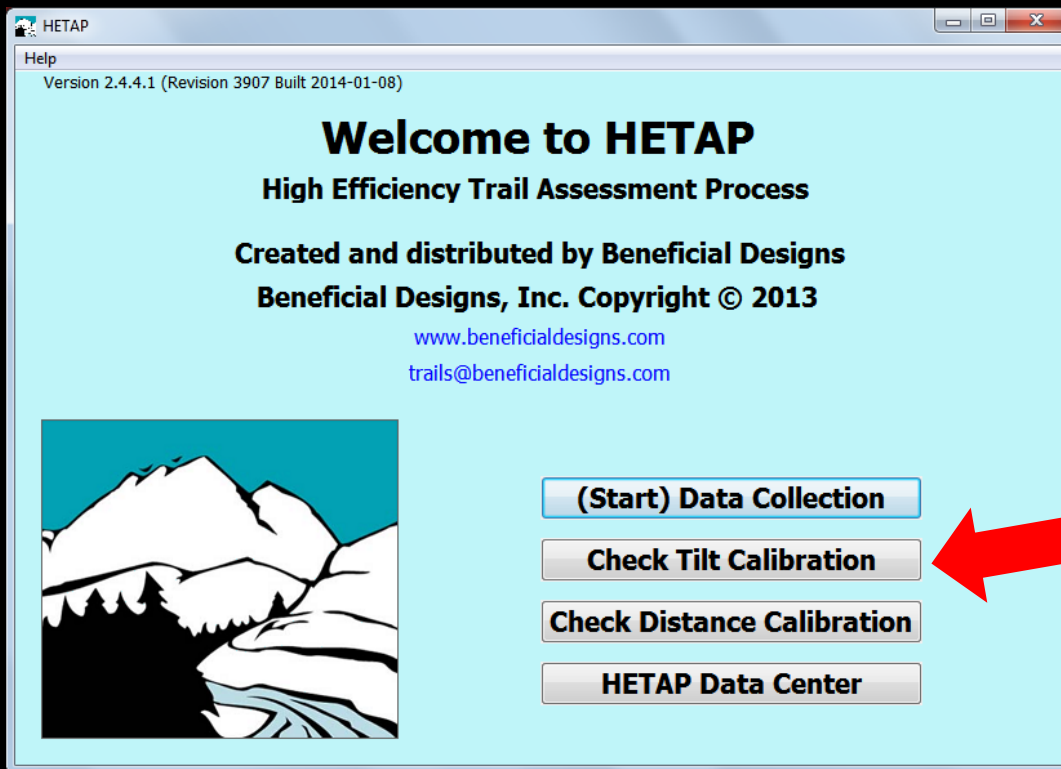 HETAP
Help
Version 2.4.4.1 (Revision 3907 Built 2014-01-08)
Welcome to HETAP
High Efficiency Trail Assessment Process
Created and distributed by Beneficial Designs
Beneficial Designs, Inc. Copyright © 2013
www.beneficialdesigns.com
trails@beneficialdesigns.com
(Start) Data Collection
Check Tilt Calibration
Check Distance Calibration
HETAP Data Center